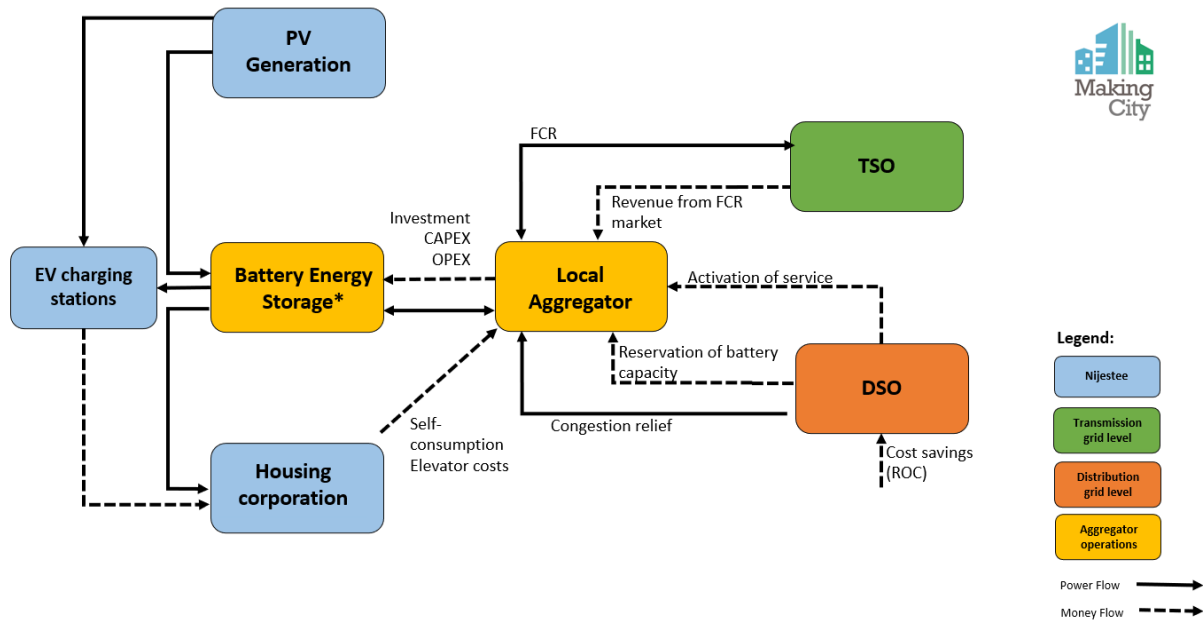 PV
Generation
Making
City
FCR
TSO
Revenue from FCR
market
Investment
CAPEX
OPEX
EV charging
stations
Battery Energy
Storage*
Local
Aggregator
Activation of service
Reservation of battery
capacity
DSO
Congestion relief
Self-
consumption
Elevator costs
Cost savings
(ROC)
Housing
corporation
Legend:
Nijestee
Transmission
grid level
Distribution
grid level
Aggregator
operations
Power Flow
Money Flow